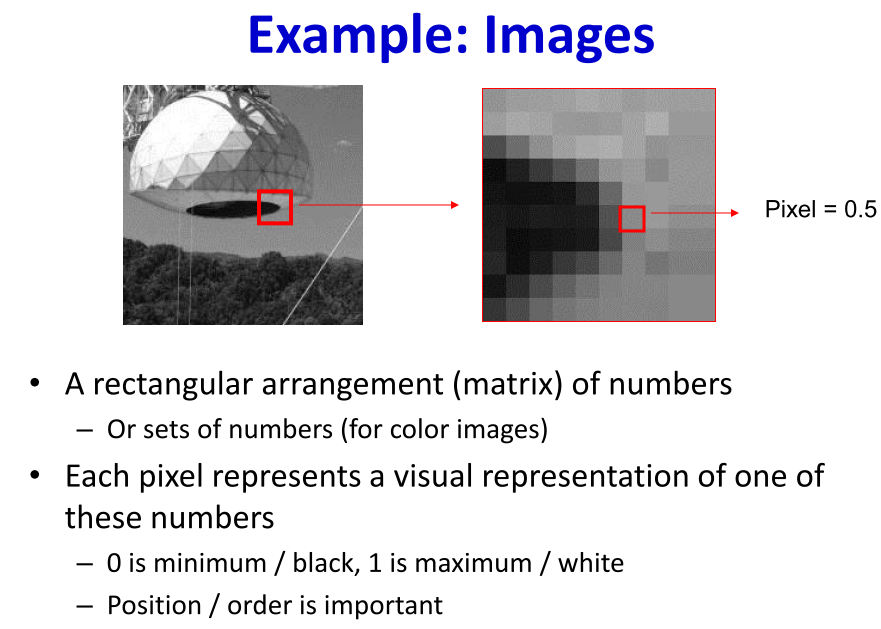 Example: Images
Pixel = 0.5
• A rectangular arrangement (matrix) of numbers
– Or sets of numbers (for color images)
• Each pixel represents a visual representation of one of
these numbers
– 0 is minimum / black, 1 is maximum / white
– Position / order is important